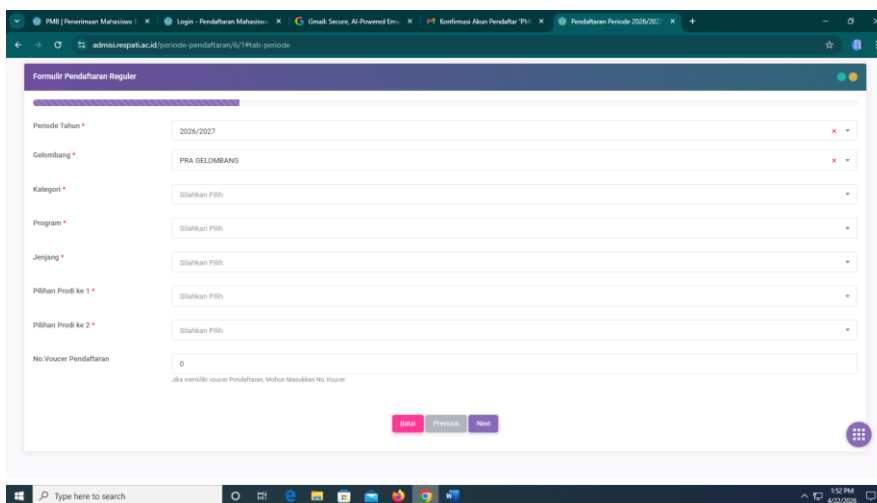 PMB | Penerimaan Mahasiswa
Login - Pendaftaran Mahasiswa
Gmail: Secure, AI-Powered Ema
Konfirmasi Akun Pendaftar 'PM
Pendaftaran Periode 2026/202
admisi.respati.ac.id/periode-pendaftaran/6/1#tab-periode
Formulir Pendaftaran Reguler
Periode Tahun *
2026/2027
Gelombang *
PRA GELOMBANG
Kategori *
Silahkan Pilih
Program *
Silahkan Pilih
Jenjang *
Silahkan Pilih
Pilihan Prodi ke 1 *
Silahkan Pilih
Pilihan Prodi ke 2 *
Silahkan Pilih
No.Voucer Pendaftaran
0
Jika memiliki voucer Pendaftaran, Mohon Masukkan No.Voucer
Batal Previous Next
Type here to search
1:52 PM
4/22/2026